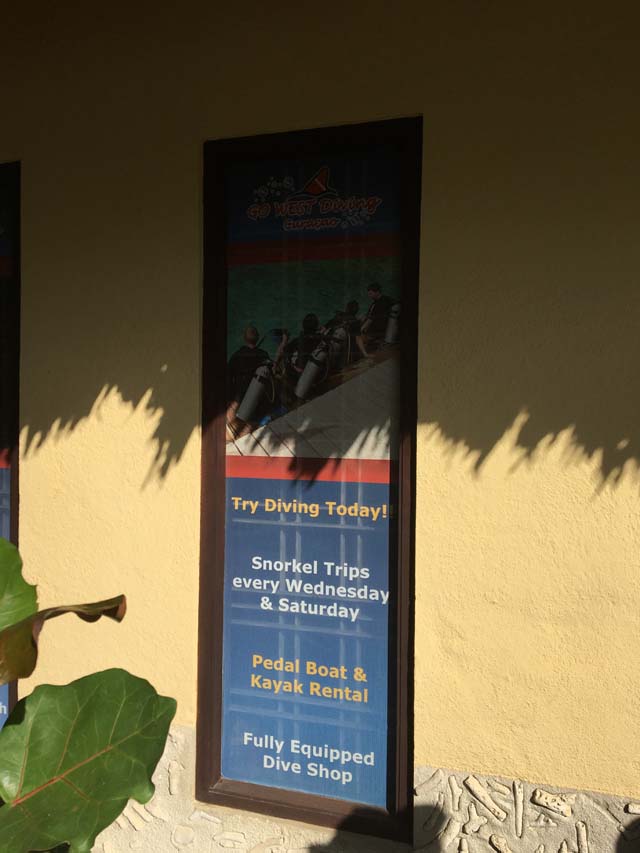 GO WEST Diving
Curaçao
Try Diving Today!
Snorkel Trips
every Wednesday
& Saturday
Pedal Boat &
Kayak Rental
Fully Equipped
Dive Shop
h